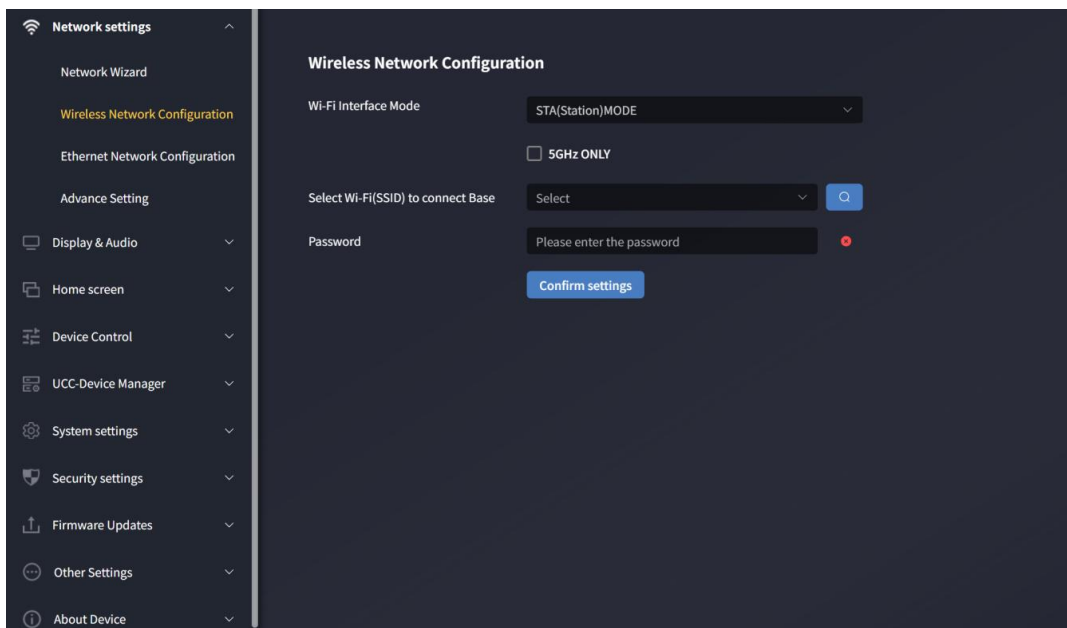 Network settings
Network Wizard
Wireless Network Configuration
Ethernet Network Configuration
Advance Setting
Display & Audio
Home screen
Device Control
UCC-Device Manager
System settings
Security settings
Firmware Updates
Other Settings
About Device
Wireless Network Configuration
Wi-Fi Interface Mode
STA(Station)MODE
5GHz ONLY
Select Wi-Fi(SSID) to connect Base
Select
Password
Please enter the password
Confirm settings